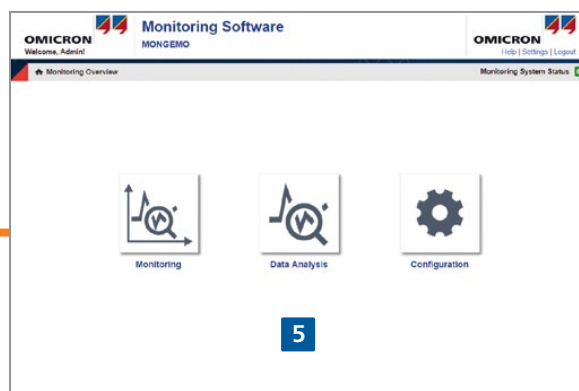 OMICRON
Welcome, Admin!
Monitoring Software
MONGEMO
OMICRON
Help | Settings | Logout
Monitoring Overview
Monitoring System Status
Monitoring
Data Analysis
Configuration
5